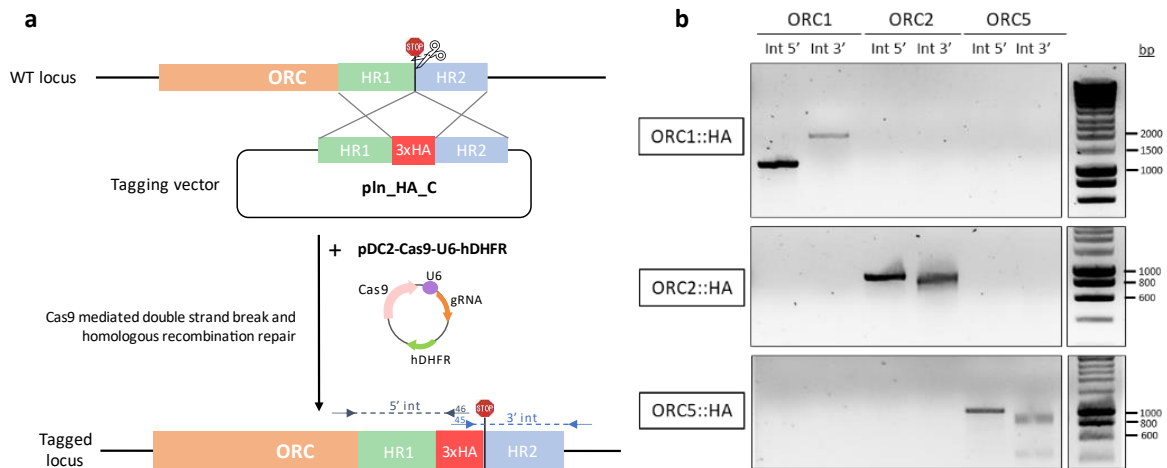 a
STOP
WT locus
ORC
HR1
HR2
HR1
3xHA
HR2
Tagging vector
pln_HA_C
+ pDC2-Cas9-U6-hDHFR
U6
Cas9
gRNA
hDHFR
Cas9 mediated double strand break and
homologous recombination repair
5’ int
46
STOP
45
3’ int
Tagged
locus
ORC
HR1
3xHA
HR2
b
ORC1 ORC2 ORC5
Int 5’ Int 3’ Int 5’ Int 3’ Int 5’ Int 3’
bp
ORC1::HA
2000
1500
1000
ORC2::HA
1000
800
600
ORC5::HA
1000
800
600